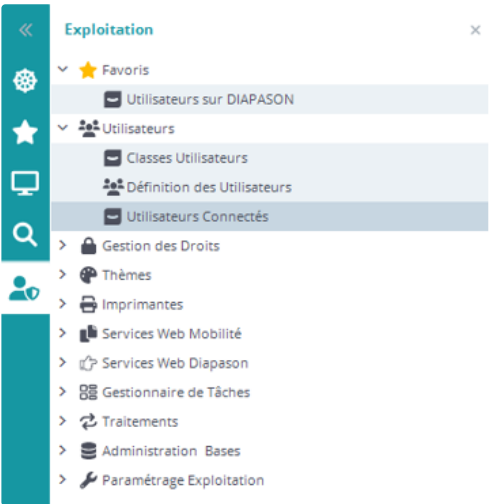 Exploitation
Favoris
Utilisateurs sur DIAPASON
Utilisateurs
Classes Utilisateurs
Définition des Utilisateurs
Utilisateurs Connectés
Gestion des Droits
Thèmes
Imprimantes
Services Web Mobilité
Services Web Diapason
Gestionnaire de Tâches
Traitements
Administration Bases
Paramétrage Exploitation